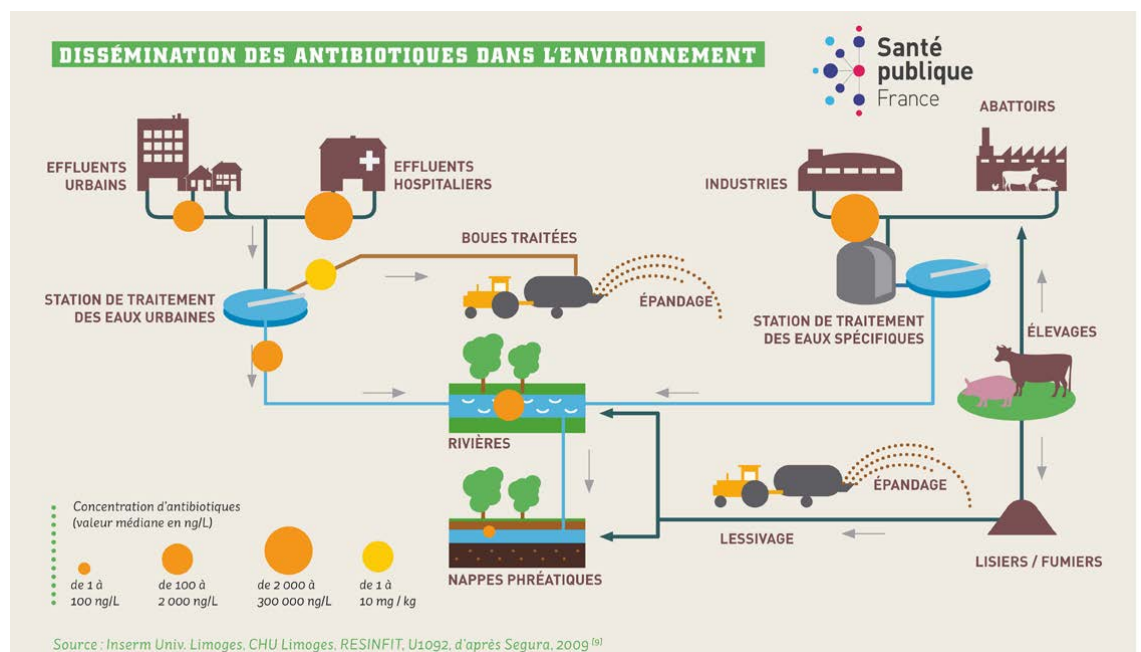 DISSÉMINATION DES ANTIBIOTIQUES DANS L'ENVIRONNEMENT
Santé
publique
France
ABATTOIRS
EFFLUENTS
URBAINS
EFFLUENTS
HOSPITALIERS
INDUSTRIES
BOUES TRAITÉES
STATION DE TRAITEMENT
DES EAUX URBAINES
ÉPANDAGE
STATION DE TRAITEMENT
DES EAUX SPÉCIFIQUES
ÉLEVAGES
RIVIÈRES
ÉPANDAGE
LESSIVAGE
LISIERS / FUMIERS
NAPPES PHRÉATIQUES
Concentration d'antibiotiques
(valeur médiane en ng/L)
de 1 à
100 ng/L
de 100 à
2 000 ng/L
de 2 000 à
300 000 ng/L
de 1 à
10 mg / kg
Source : Inserm Univ. Limoges, CHU Limoges, RESINFIT, U1092, d'après Segura, 2009 [9]